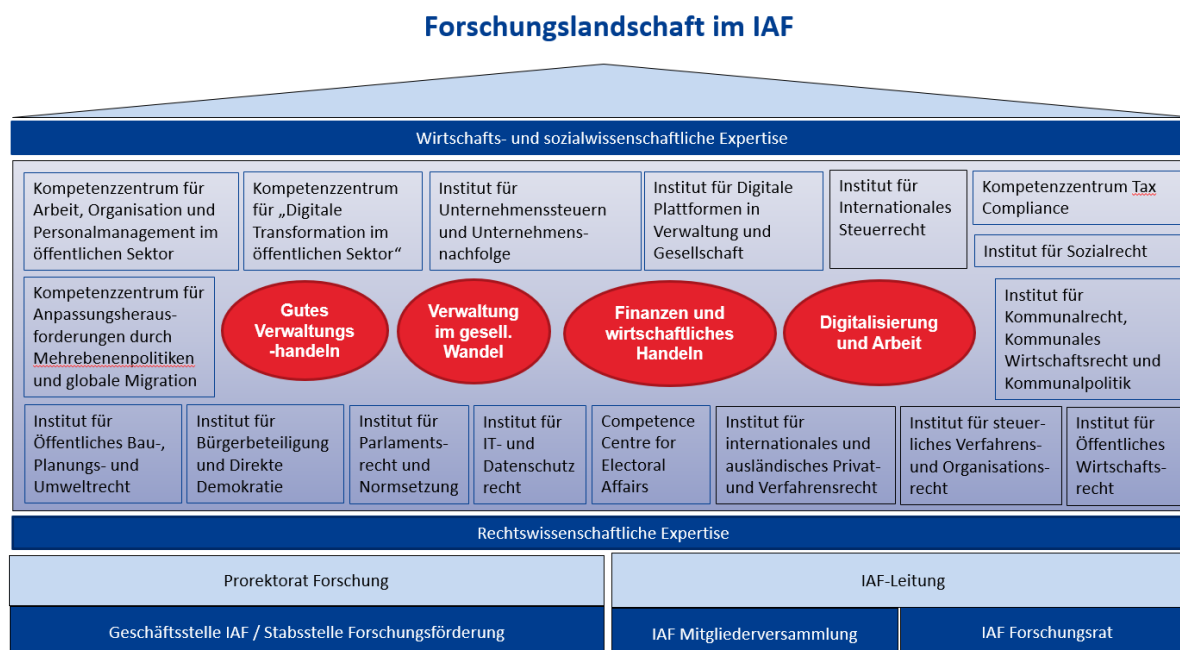 Forschungslandschaft im IAF
Wirtschafts- und sozialwissenschaftliche Expertise
Kompetenzzentrum für
Arbeit, Organisation und
Personalmanagement im
öffentlichen Sektor
Kompetenzzentrum
für „Digitale
Transformation im
öffentlichen Sektor“
Institut für
Unternehmenssteuern
und Unternehmens-
nachfolge
Institut für Digitale
Plattformen in
Verwaltung und
Gesellschaft
Institut für
Internationales
Steuerrecht
Kompetenzzentrum Tax
Compliance
Institut für Sozialrecht
Kompetenzzentrum für
Anpassungsheraus-
forderungen durch
Mehrebenenpolitiken
und globale Migration
Gutes
Verwaltungs
-handeln
Verwaltung
im gesell.
Wandel
Finanzen und
wirtschaftliches
Handeln
Digitalisierung
und Arbeit
Institut für
Kommunalrecht,
Kommunales
Wirtschaftsrecht und
Kommunalpolitik
Institut für
Öffentliches Bau-,
Planungs- und
Umweltrecht
Institut für
Bürgerbeteiligung
und Direkte
Demokratie
Institut für
Parlaments-
recht und
Normsetzung
Institut für
IT- und
Datenschutz
recht
Competence
Centre for
Electoral
Affairs
Institut für
internationales und
ausländisches Privat-
und Verfahrensrecht
Institut für steuer-
liches Verfahrens-
und Organisations-
recht
Institut für
Öffentliches
Wirtschafts-
recht
Rechtswissenschaftliche Expertise
Prorektorat Forschung
IAF-Leitung
Geschäftsstelle IAF / Stabsstelle Forschungsförderung
IAF Mitgliederversammlung
IAF Forschungsrat